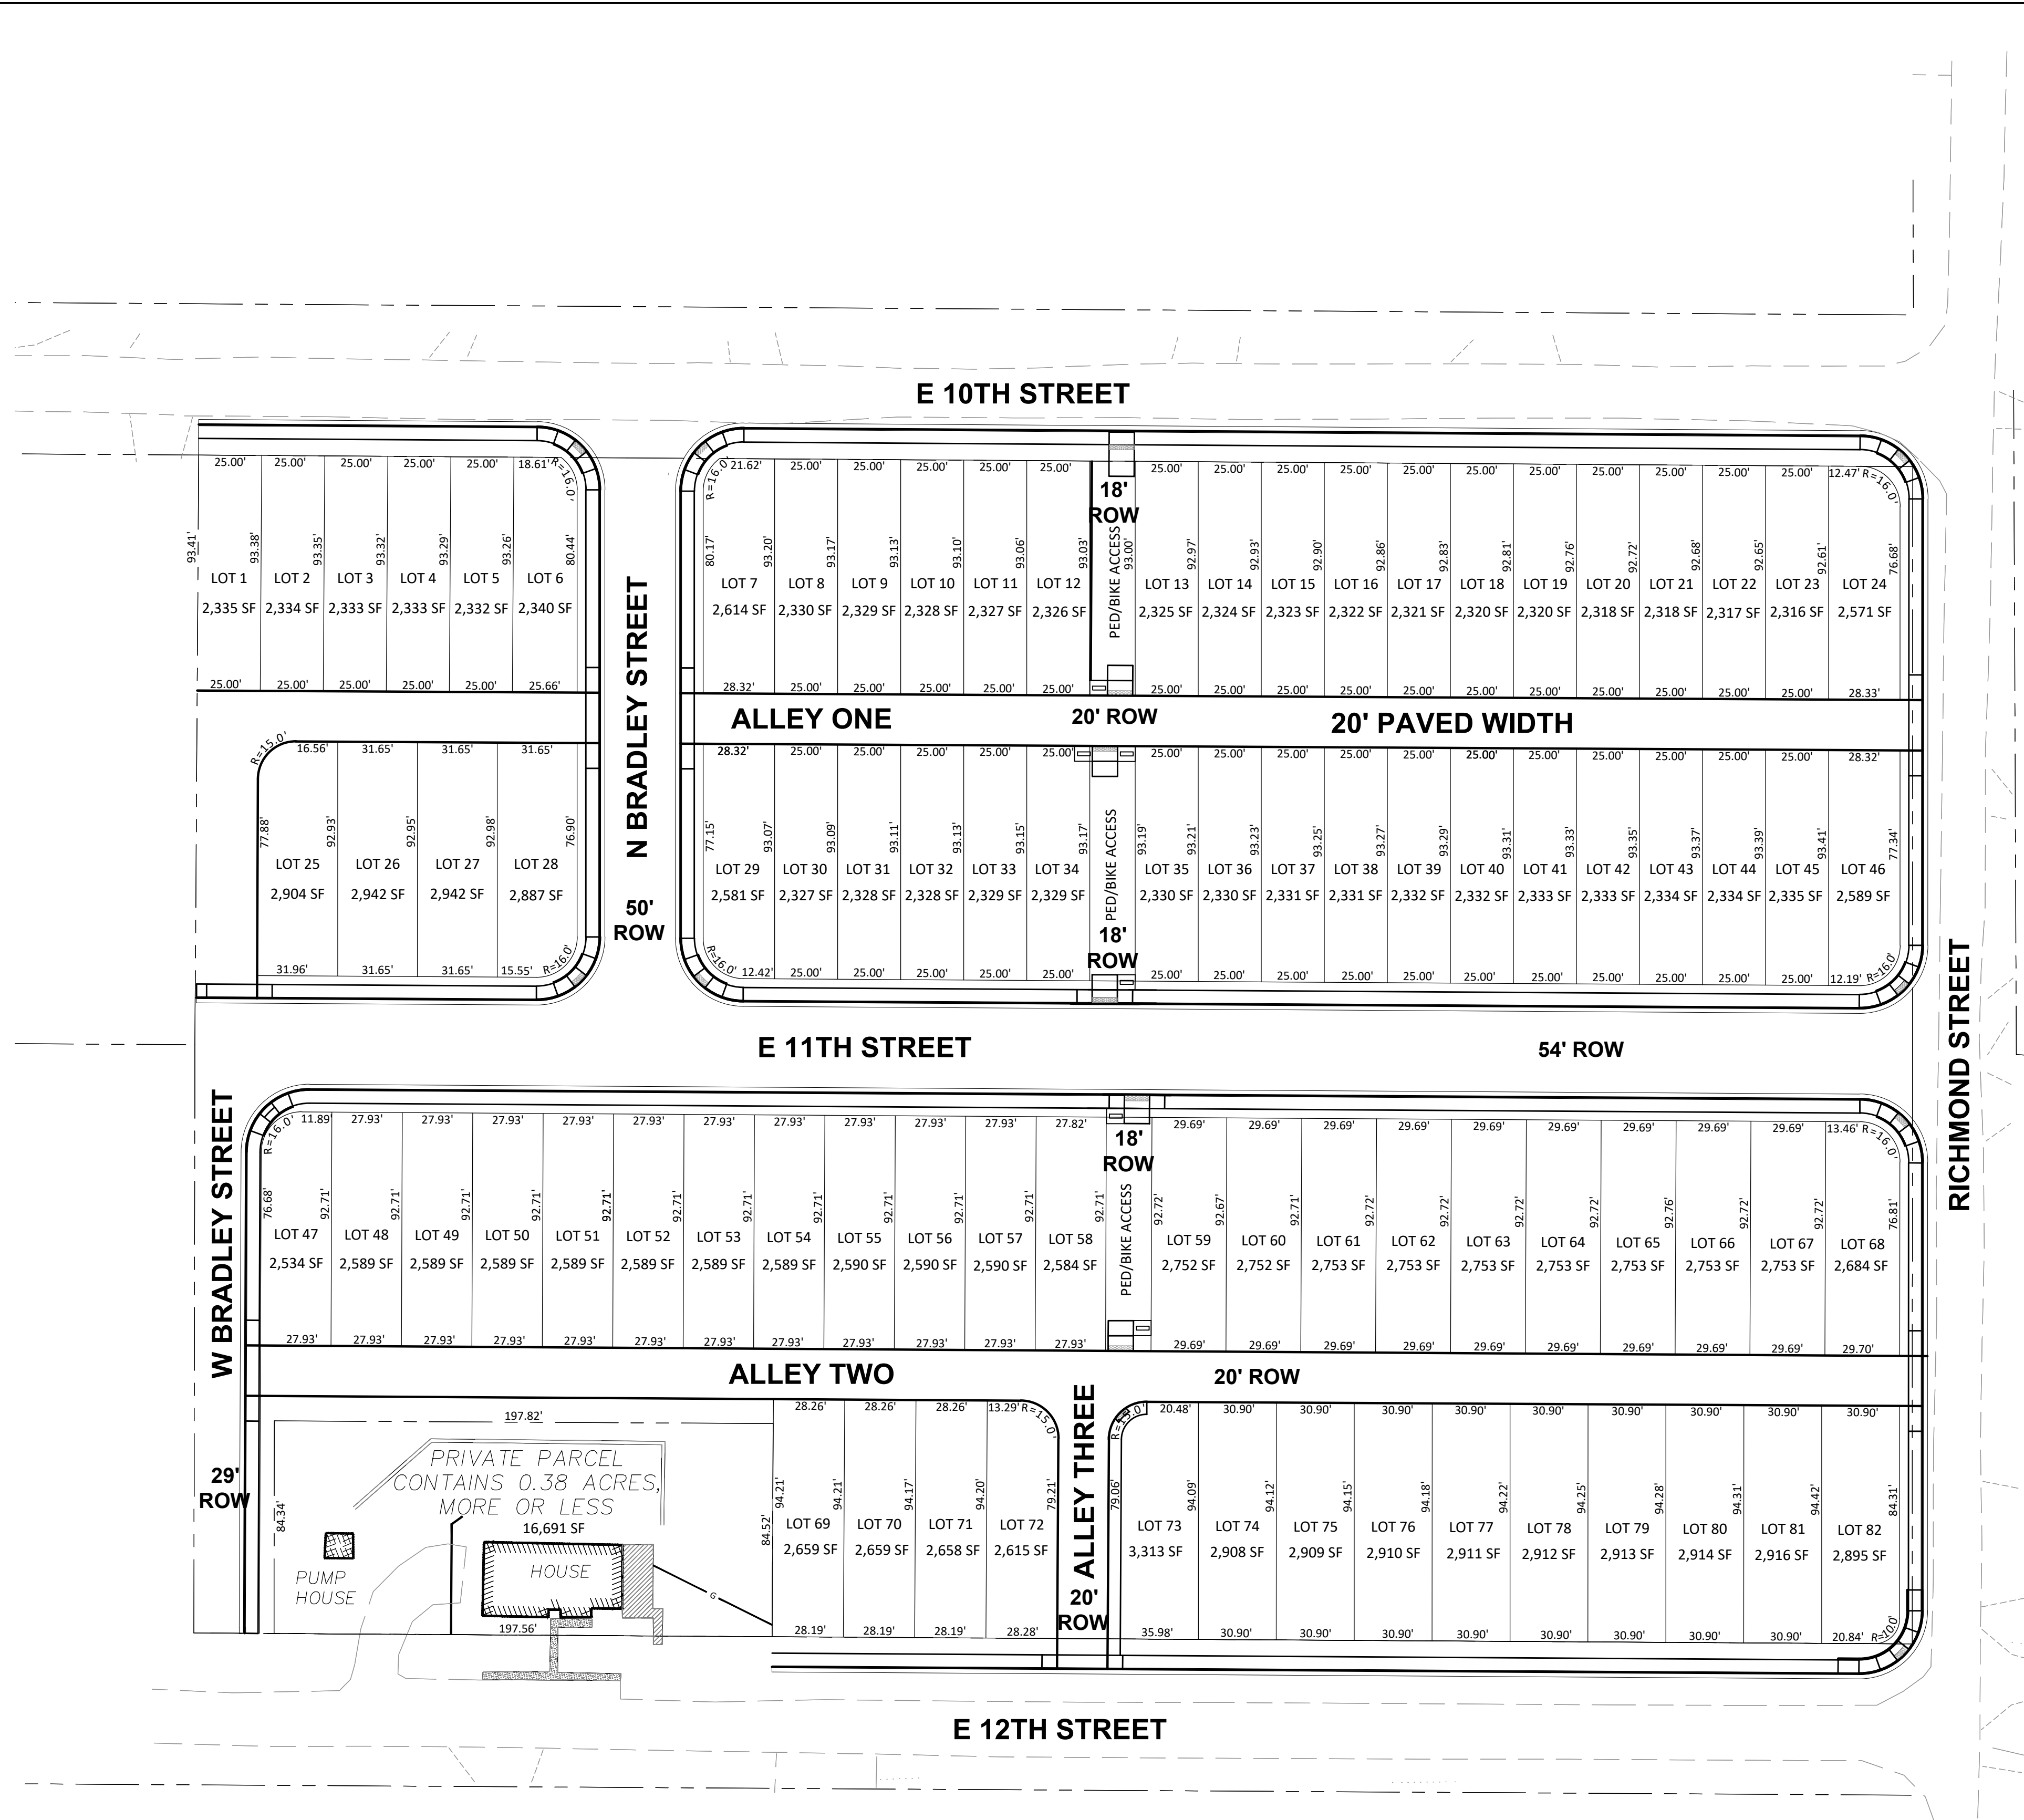 E 10TH STREET
25.00' 25.00' 25.00' 25.00' 25.00' 18.61' R=16.0'
R=16.0' 21.62' 25.00' 25.00' 25.00' 25.00' 25.00'
18'
ROW
25.00' 25.00' 25.00' 25.00' 25.00' 25.00' 25.00' 25.00' 25.00' 25.00' 25.00' 12.47' R=16.0'
93.41' 93.38' 93.35' 93.32' 93.29' 93.26' 80.44'
80.17' 93.20' 93.17' 93.13' 93.10' 93.06' 93.03' 93.00' 92.97' 92.93' 92.90' 92.86' 92.83' 92.81' 92.76' 92.72' 92.68' 92.65' 92.61' 76.68'
PED/BIKE ACCESS
LOT 1 LOT 2 LOT 3 LOT 4 LOT 5 LOT 6
2,335 SF 2,334 SF 2,333 SF 2,333 SF 2,332 SF 2,340 SF
LOT 7 LOT 8 LOT 9 LOT 10 LOT 11 LOT 12 LOT 13 LOT 14 LOT 15 LOT 16 LOT 17 LOT 18 LOT 19 LOT 20 LOT 21 LOT 22 LOT 23 LOT 24
2,614 SF 2,330 SF 2,329 SF 2,328 SF 2,327 SF 2,326 SF 2,325 SF 2,324 SF 2,323 SF 2,322 SF 2,321 SF 2,320 SF 2,320 SF 2,318 SF 2,318 SF 2,317 SF 2,316 SF 2,571 SF
25.00' 25.00' 25.00' 25.00' 25.00' 25.66'
28.32' 25.00' 25.00' 25.00' 25.00' 25.00' 25.00' 25.00' 25.00' 25.00' 25.00' 25.00' 25.00' 25.00' 25.00' 25.00' 25.00' 28.33'
N BRADLEY STREET
50'
ROW
ALLEY ONE
20' ROW
20' PAVED WIDTH
R=15.0' 16.56' 31.65' 31.65' 31.65'
28.32' 25.00' 25.00' 25.00' 25.00' 25.00' 25.00' 25.00' 25.00' 25.00' 25.00' 25.00' 25.00' 25.00' 25.00' 25.00' 25.00' 28.32'
77.88' 92.93' 92.95' 92.98' 76.90'
77.15' 93.07' 93.09' 93.11' 93.13' 93.15' 93.17' 93.19' 93.21' 93.23' 93.25' 93.27' 93.29' 93.31' 93.33' 93.35' 93.37' 93.39' 93.41' 77.34'
PED/BIKE ACCESS
18'
ROW
LOT 25 LOT 26 LOT 27 LOT 28
2,904 SF 2,942 SF 2,942 SF 2,887 SF
LOT 29 LOT 30 LOT 31 LOT 32 LOT 33 LOT 34 LOT 35 LOT 36 LOT 37 LOT 38 LOT 39 LOT 40 LOT 41 LOT 42 LOT 43 LOT 44 LOT 45 LOT 46
2,581 SF 2,327 SF 2,328 SF 2,328 SF 2,329 SF 2,329 SF 2,330 SF 2,330 SF 2,331 SF 2,331 SF 2,332 SF 2,332 SF 2,333 SF 2,333 SF 2,334 SF 2,334 SF 2,335 SF 2,589 SF
31.96' 31.65' 31.65' 15.55' R=16.0'
R=16.0' 12.42' 25.00' 25.00' 25.00' 25.00' 25.00' 25.00' 25.00' 25.00' 25.00' 25.00' 25.00' 25.00' 25.00' 25.00' 25.00' 25.00' 12.19' R=16.0'
RICHMOND STREET
E 11TH STREET
54' ROW
W BRADLEY STREET
29'
ROW
R=16.0' 11.89' 27.93' 27.93' 27.93' 27.93' 27.93' 27.93' 27.93' 27.93' 27.93' 27.93' 27.82'
18'
ROW
29.69' 29.69' 29.69' 29.69' 29.69' 29.69' 29.69' 29.69' 29.69' 13.46' R=16.0'
76.68' 92.71' 92.71' 92.71' 92.71' 92.71' 92.71' 92.71' 92.71' 92.71' 92.71' 92.71' 92.71' 92.72' 92.67' 92.71' 92.72' 92.72' 92.72' 92.72' 92.76' 92.72' 92.72' 76.81'
PED/BIKE ACCESS
LOT 47 LOT 48 LOT 49 LOT 50 LOT 51 LOT 52 LOT 53 LOT 54 LOT 55 LOT 56 LOT 57 LOT 58 LOT 59 LOT 60 LOT 61 LOT 62 LOT 63 LOT 64 LOT 65 LOT 66 LOT 67 LOT 68
2,534 SF 2,589 SF 2,589 SF 2,589 SF 2,589 SF 2,589 SF 2,589 SF 2,589 SF 2,590 SF 2,590 SF 2,590 SF 2,584 SF 2,752 SF 2,752 SF 2,753 SF 2,753 SF 2,753 SF 2,753 SF 2,753 SF 2,753 SF 2,753 SF 2,684 SF
27.93' 27.93' 27.93' 27.93' 27.93' 27.93' 27.93' 27.93' 27.93' 27.93' 27.93' 27.93' 29.69' 29.69' 29.69' 29.69' 29.69' 29.69' 29.69' 29.69' 29.69' 29.70'
ALLEY TWO
20' ROW
ALLEY THREE
20'
ROW
197.82'
PRIVATE PARCEL
CONTAINS 0.38 ACRES,
MORE OR LESS
16,691 SF
HOUSE
PUMP
HOUSE
84.34'
84.52'
197.56'
G
28.26' 28.26' 28.26' 13.29' R=15.0'
R=15.0' 20.48' 30.90' 30.90' 30.90' 30.90' 30.90' 30.90' 30.90' 30.90' 30.90'
94.21' 94.21' 94.17' 94.20' 79.21'
79.06' 94.09' 94.12' 94.15' 94.18' 94.22' 94.25' 94.28' 94.31' 94.42' 84.31'
LOT 69 LOT 70 LOT 71 LOT 72
2,659 SF 2,659 SF 2,658 SF 2,615 SF
LOT 73 LOT 74 LOT 75 LOT 76 LOT 77 LOT 78 LOT 79 LOT 80 LOT 81 LOT 82
3,313 SF 2,908 SF 2,909 SF 2,910 SF 2,911 SF 2,912 SF 2,913 SF 2,914 SF 2,916 SF 2,895 SF
28.19' 28.19' 28.19' 28.28'
35.98' 30.90' 30.90' 30.90' 30.90' 30.90' 30.90' 30.90' 30.90' 20.84' R=10.0'
E 12TH STREET